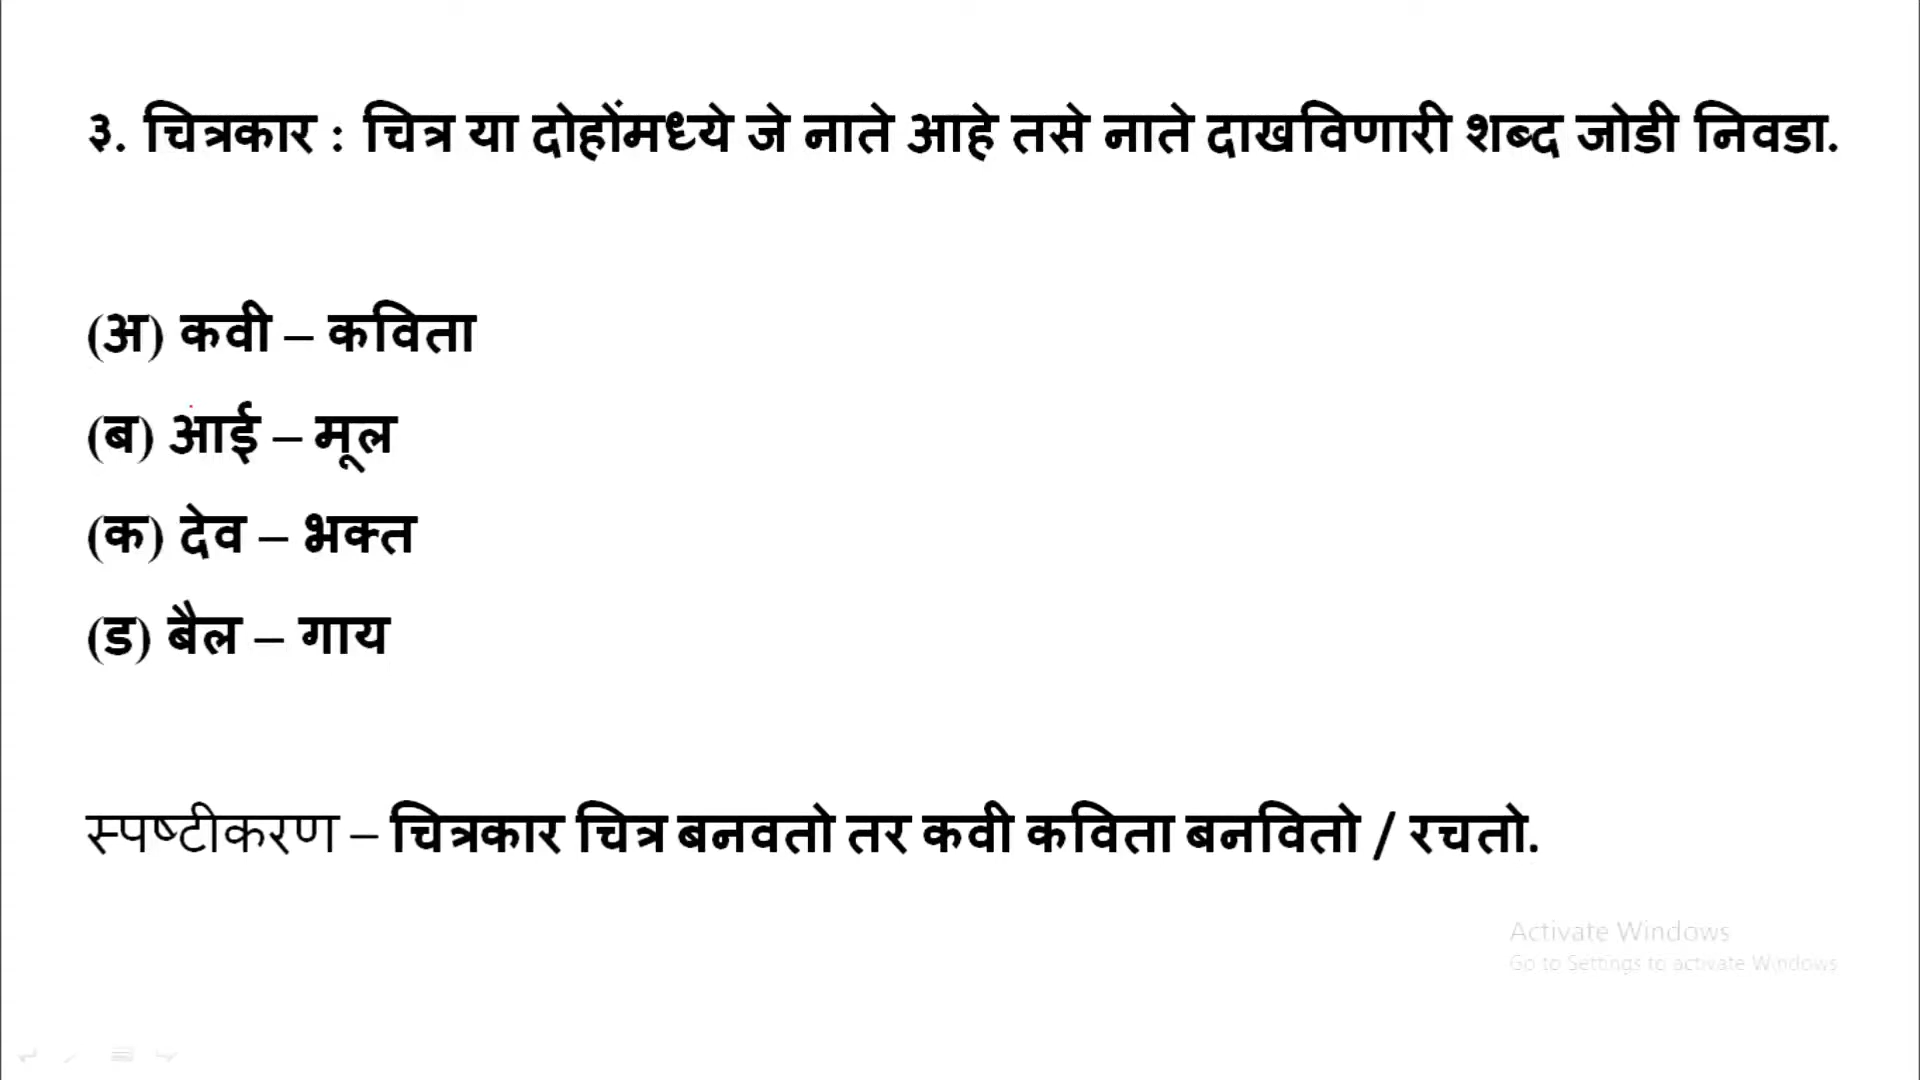 ३. चित्रकार : चित्र या दोहोंमध्ये जे नाते आहे तसे नाते दाखविणारी शब्द जोडी निवडा.
(अ) कवी – कविता
(ब) आई – मूल
(क) देव – भक्त
(ड) बैल – गाय
स्पष्टीकरण – चित्रकार चित्र बनवतो तर कवी कविता बनवितो / रचतो.
Activate Windows
Go to Settings to activate Windows